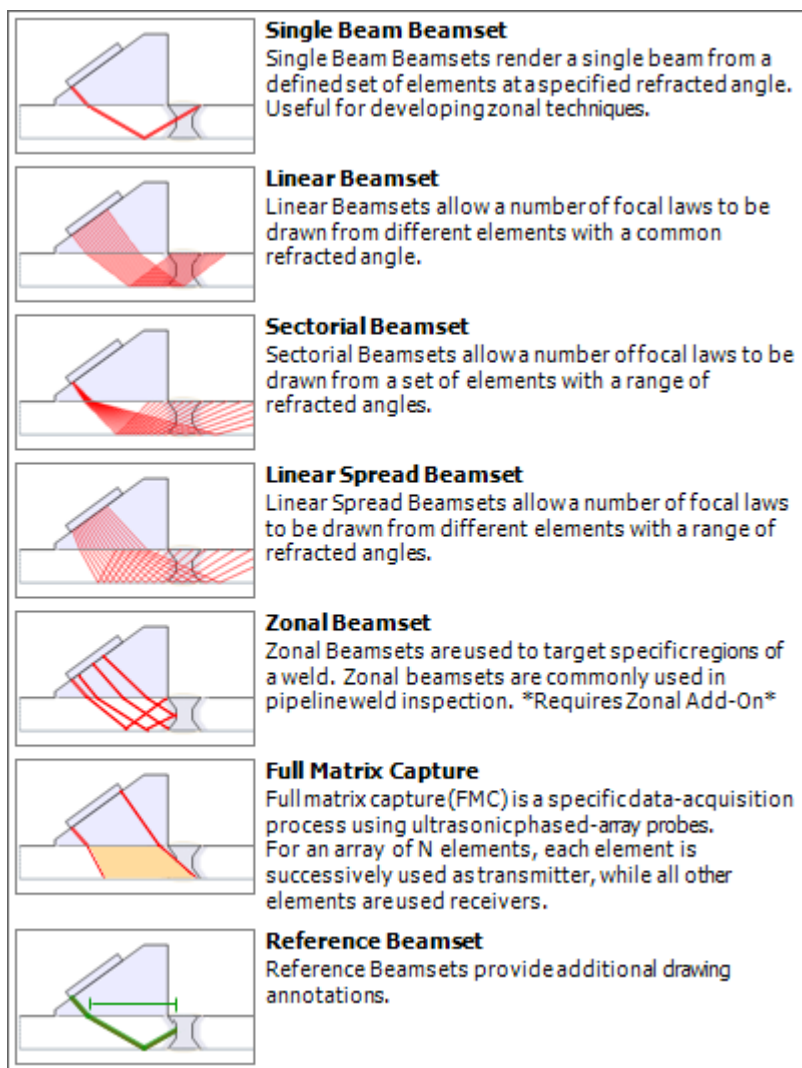 Single Beam Beamset
Single Beam Beamsets render a single beam from a
defined set of elements at a specified refracted angle.
Useful for developing zonal techniques.
Linear Beamset
Linear Beamsets allow a number of focal laws to be
drawn from different elements with a common
refracted angle.
Sectorial Beamset
Sectorial Beamsets allow a number of focal laws to be
drawn from a set of elements with a range of
refracted angles.
Linear Spread Beamset
Linear Spread Beamsets allow a number of focal laws
to be drawn from different elements with a range of
refracted angles.
Zonal Beamset
Zonal Beamsets are used to target specific regions of
a weld. Zonal beamsets are commonly used in
pipeline weld inspection. *Requires Zonal Add-On*
Full Matrix Capture
Full matrix capture (FMC) is a specific data-acquisition
process using ultrasonic phased-array probes.
For an array of N elements, each element is
successively used as transmitter, while all other
elements are used receivers.
Reference Beamset
Reference Beamsets provide additional drawing
annotations.